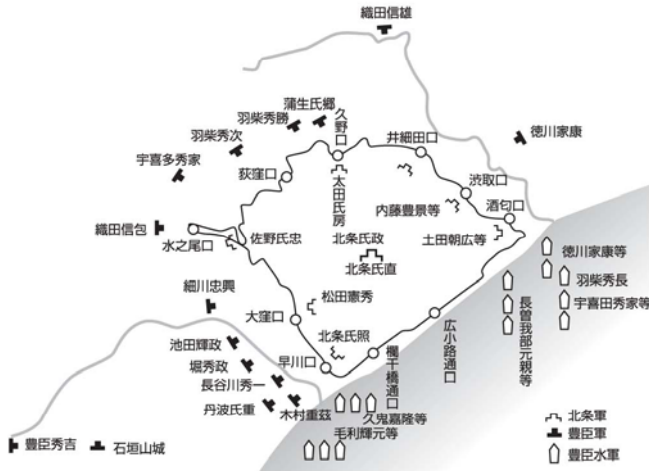 織田信雄
蒲生氏郷
羽柴秀勝
久野口
徳川家康
羽柴秀次
井細田口
宇喜多秀家
荻窪口
太田氏房
渋取口
内藤豊景等
酒匂口
織田信包
水之尾口
佐野氏忠
北条氏政
土田朝広等
徳川家康等
北条氏直
羽柴秀長
細川忠興
松田憲秀
宇喜田秀家等
大窪口
長曽我部元親等
広小路通口
池田輝政
北条氏照
早川口
堀秀政
欄干橋通口
長谷川秀一
丹波氏重
木村重茲
久鬼嘉隆等
毛利輝元等
北条軍
豊臣軍
豊臣水軍
豊臣秀吉
石垣山城